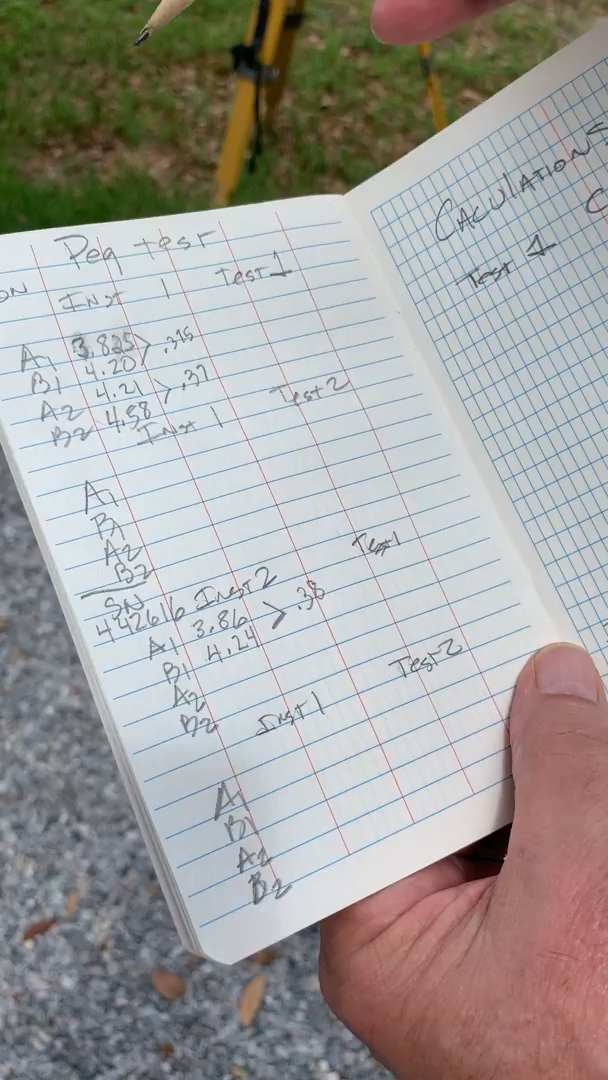 Peg test
ON Inst 1 Test 1
A1 3.825 > .375
B1 4.20
A2 4.21 > .37
B2 4.58
Inst 1 Test 2
A1
B1
A2
B2
SN
442616 Inst 2 Test 1
A1 3.86 > .38
B1 4.24
A2
B2
Inst 1 Test 2
A1
B1
A2
B2
CALCULATIONS
Test 1 C